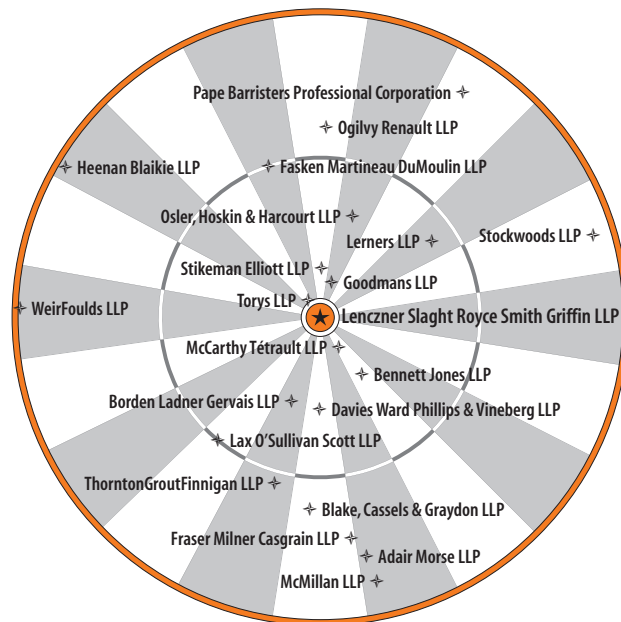 Pape Barristers Professional Corporation
Ogilvy Renault LLP
Heenan Blaikie LLP
Fasken Martineau DuMoulin LLP
Osler, Hoskin & Harcourt LLP
Lerners LLP
Stockwoods LLP
Stikeman Elliott LLP
Goodmans LLP
Torys LLP
WeirFoulds LLP
Lenczner Slaght Royce Smith Griffin LLP
McCarthy Tétrault LLP
Bennett Jones LLP
Borden Ladner Gervais LLP
Davies Ward Phillips & Vineberg LLP
Lax O’Sullivan Scott LLP
ThorntonGroutFinnigan LLP
Blake, Cassels & Graydon LLP
Fraser Milner Casgrain LLP
Adair Morse LLP
McMillan LLP